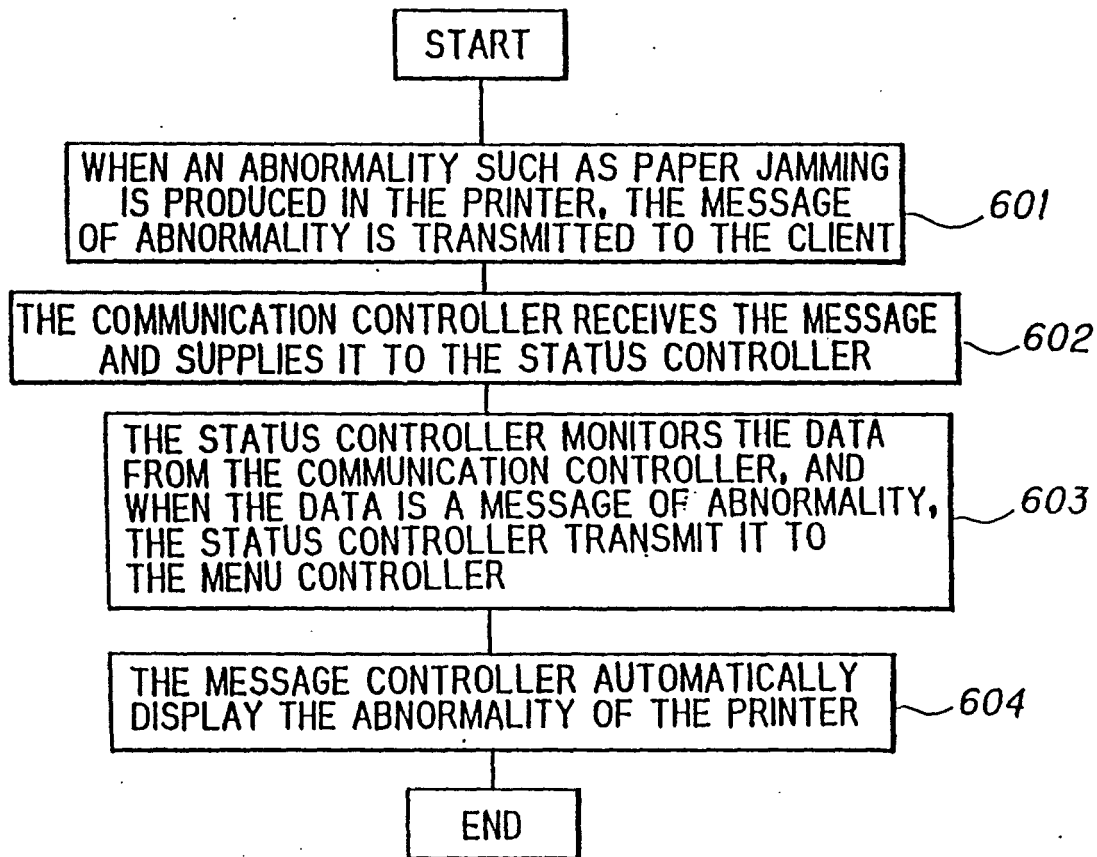 START
WHEN AN ABNORMALITY SUCH AS PAPER JAMMING
IS PRODUCED IN THE PRINTER, THE MESSAGE
OF ABNORMALITY IS TRANSMITTED TO THE CLIENT
601
THE COMMUNICATION CONTROLLER RECEIVES THE MESSAGE
AND SUPPLIES IT TO THE STATUS CONTROLLER
602
THE STATUS CONTROLLER MONITORS THE DATA
FROM THE COMMUNICATION CONTROLLER, AND
WHEN THE DATA IS A MESSAGE OF ABNORMALITY,
THE STATUS CONTROLLER TRANSMIT IT TO
THE MENU CONTROLLER
603
THE MESSAGE CONTROLLER AUTOMATICALLY
DISPLAY THE ABNORMALITY OF THE PRINTER
604
END